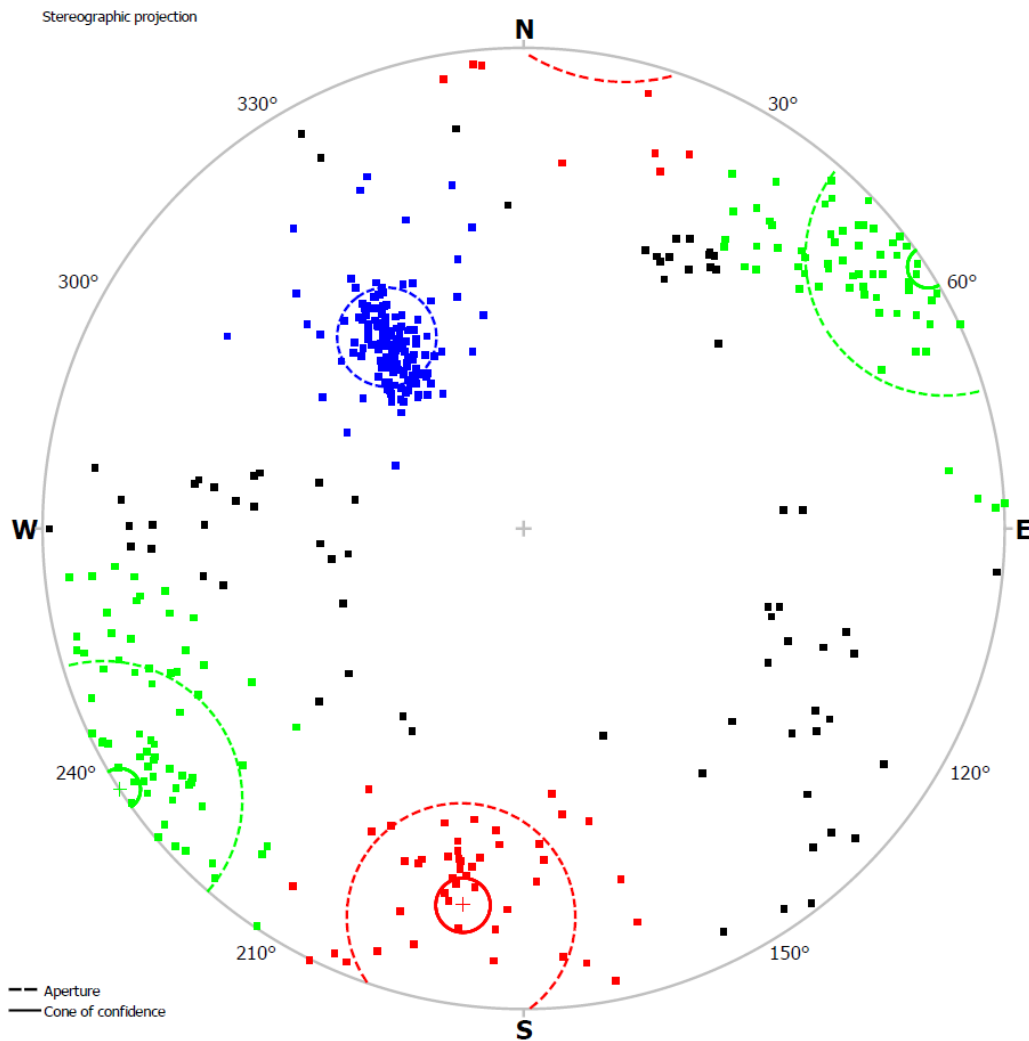 Stereographic projection
N
330°
30°
300°
60°
W
E
240°
120°
210°
150°
Aperture
Cone of confidence
S